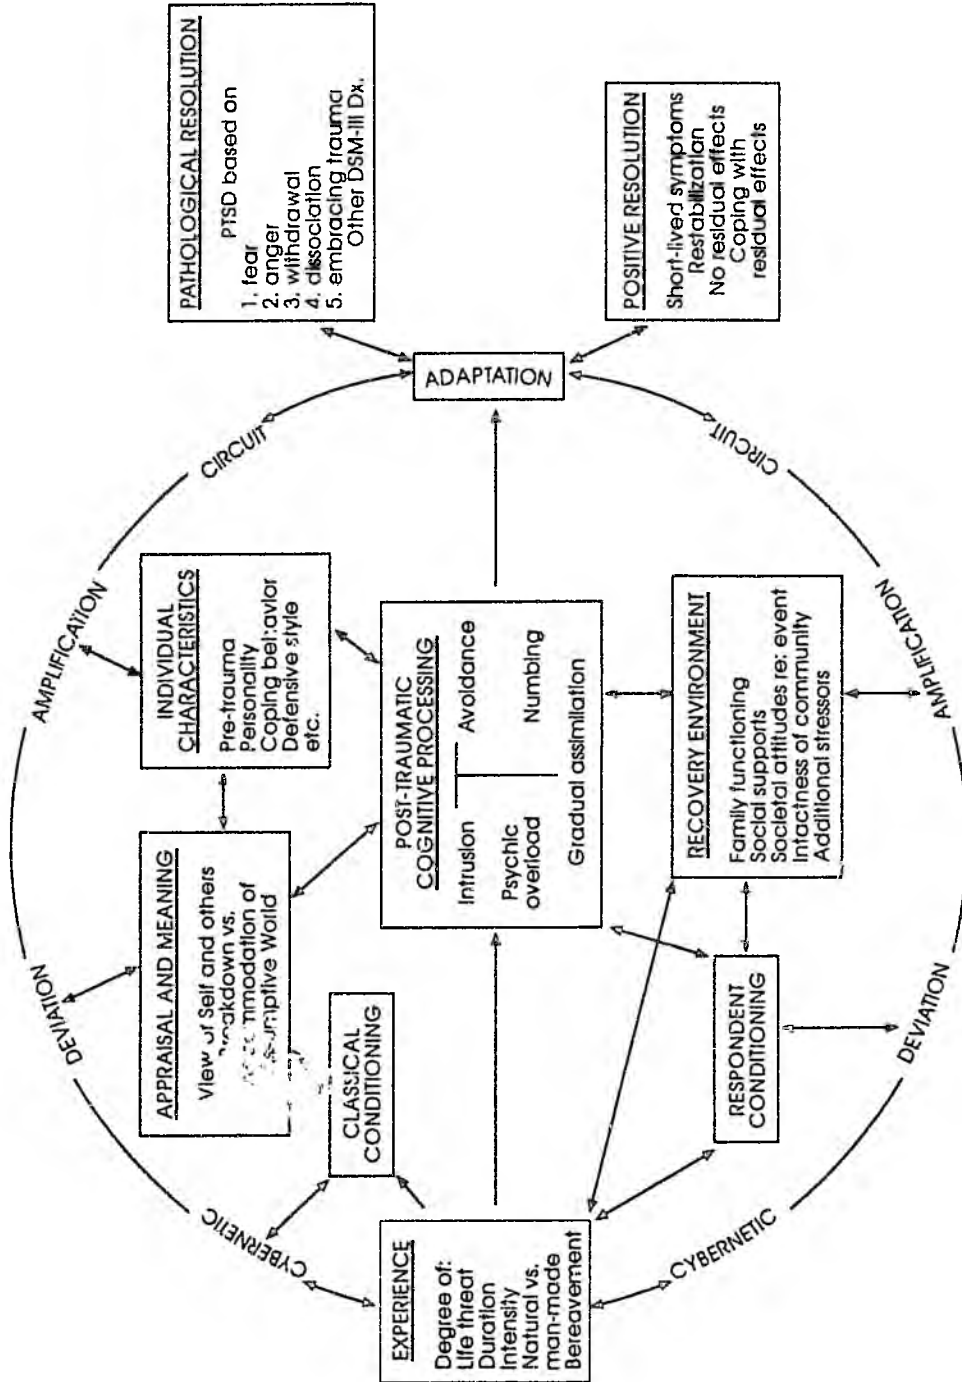 CYBERNETIC
DEVIATION
AMPLIFICATION
CIRCUIT
EXPERIENCE
Degree of:
Life threat
Duration
Intensity
Natural vs.
man-made
Bereavement
APPRAISAL AND MEANING
View of Self and others
vs.
of
World
CLASSICAL
CONDITIONING
INDIVIDUAL
CHARACTERISTICS
Pre-trauma
Personality
Coping behavior
Defensive style
etc..
POST-TRAUMATIC
COGNITIVE PROCESSING
Intrusion
Avoidance
Psychic
overload
Numbing
Gradual assimilation
RESPONDENT
CONDITIONING
RECOVERY ENVIRONMENT
Family functioning
Social supports
Societal attitudes re: event
Intactness of community
Additional stressors
ADAPTATION
PATHOLOGICAL RESOLUTION
PTSD based on
1. fear
2. anger
3. withdrawal
4. dissociation
5. embracing trauma
Other DSM-III Dx.
POSITIVE RESOLUTION
Short-lived symptoms
Restabilization
No residual effects
Coping with
residual effects
CYBERNETIC
DEVIATION
AMPLIFICATION
CIRCUIT